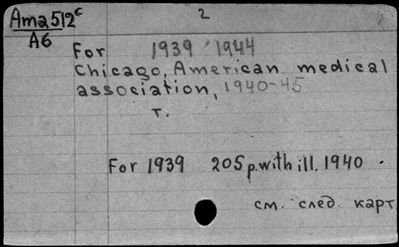 Ama512c 2
A6
For 1939 1944
Chicago, American medical
association, 1940-45
т.
For 1939 205 p. with ill. 1940.
см. след. карт